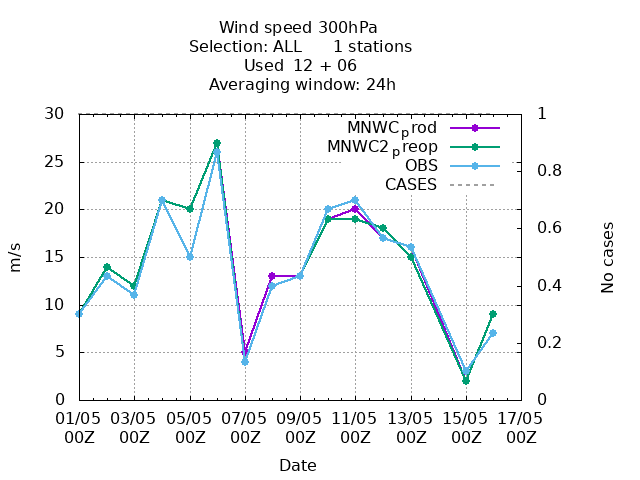 Wind speed 300hPa
Selection: ALL 1 stations
Used 12 + 06
Averaging window: 24h
MNWCprod
MNWC2preop
OBS
CASES
30
25
20
15
10
5
0
m/s
1
0.8
0.6
0.4
0.2
0
No cases
01/05 03/05 05/05 07/05 09/05 11/05 13/05 15/05 17/05
00Z 00Z 00Z 00Z 00Z 00Z 00Z 00Z 00Z
Date